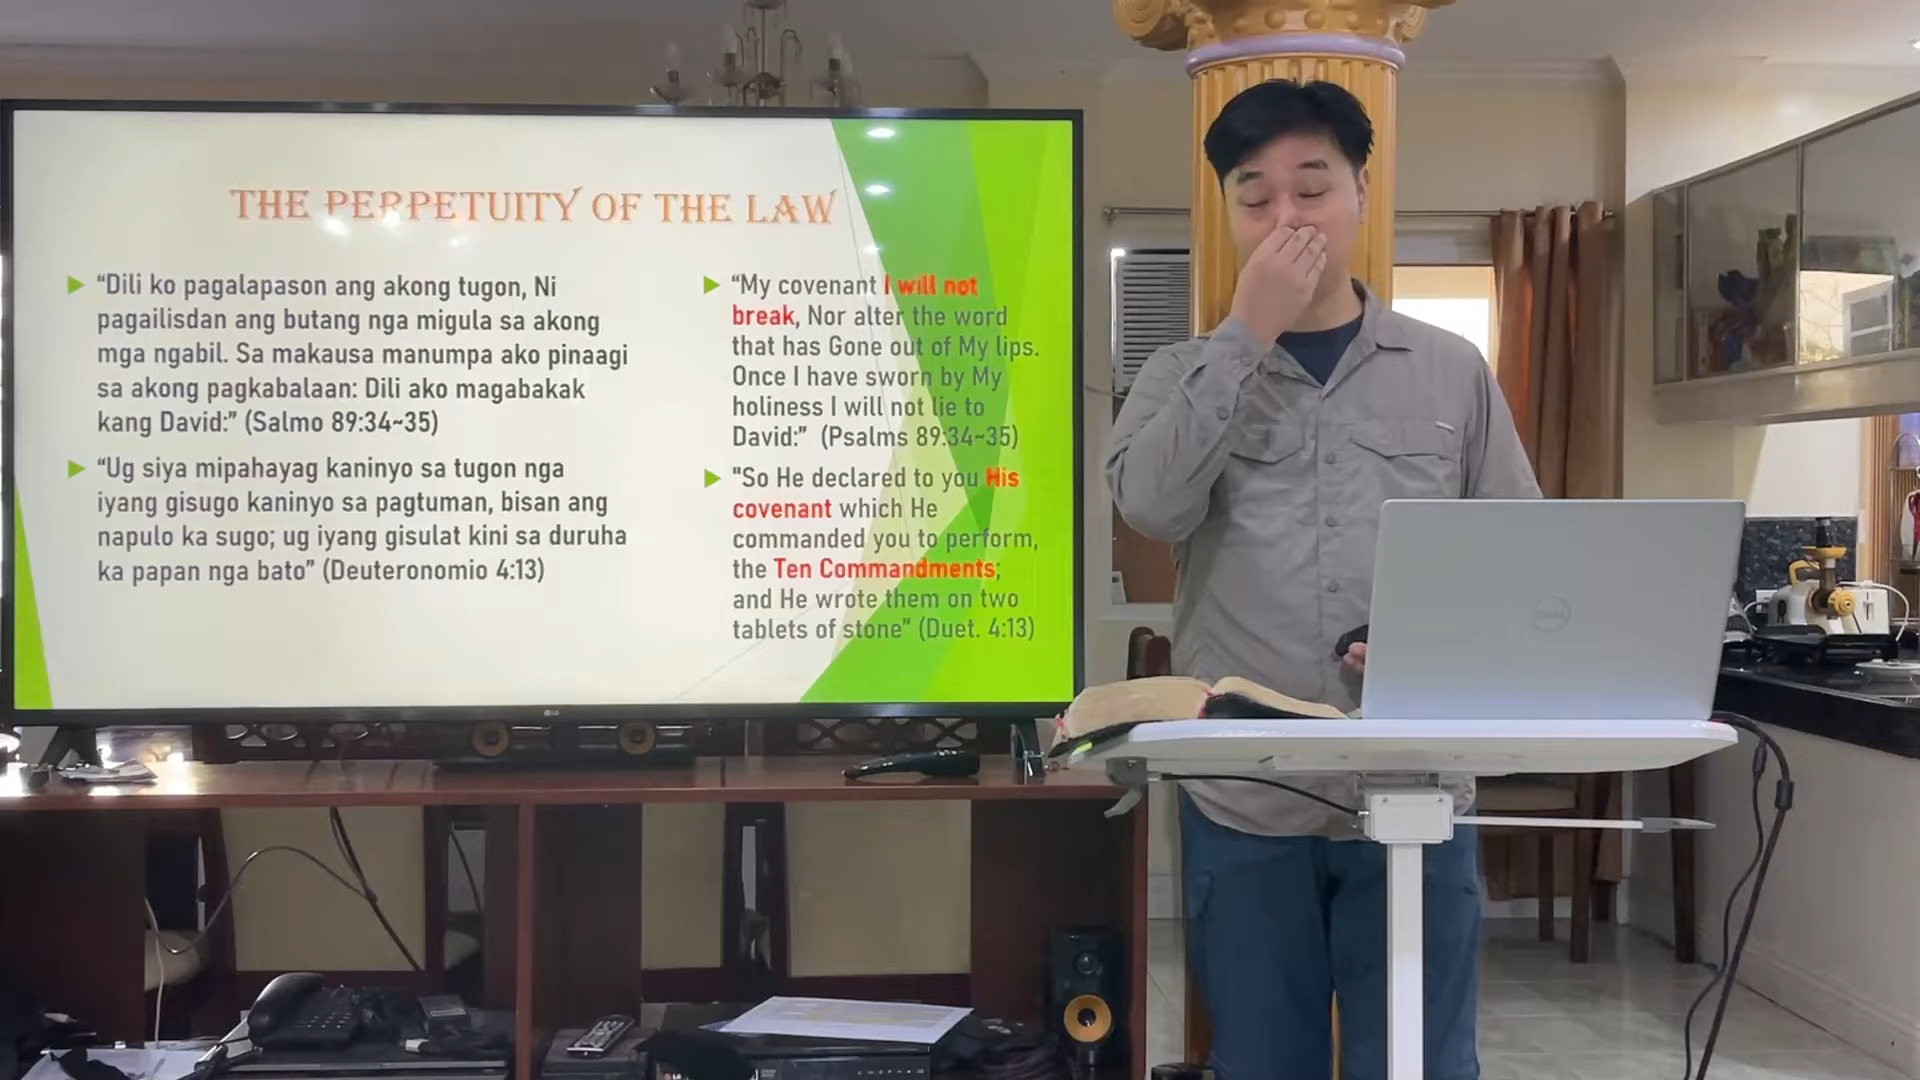 THE PERPETUITY OF THE LAW
“Dili ko pagalapason ang akong tugon, Ni
pagailisdan ang butang nga migula sa akong
mga ngabil. Sa makausa manumpa ako pinaagi
sa akong pagkabalaan: Dili ako magabakak
kang David:” (Salmo 89:34~35)
“Ug siya mipahayag kaninyo sa tugon nga
iyang gisugo kaninyo sa pagtuman, bisan ang
napulo ka sugo; ug iyang gisulat kini sa duruha
ka papan nga bato” (Deuteronomio 4:13)
“My covenant I will not
break, Nor alter the word
that has Gone out of My lips.
Once I have sworn by My
holiness I will not lie to
David:” (Psalms 89:34~35)
"So He declared to you His
covenant which He
commanded you to perform,
the Ten Commandments;
and He wrote them on two
tablets of stone” (Duet. 4:13)
LG
DELL
LG